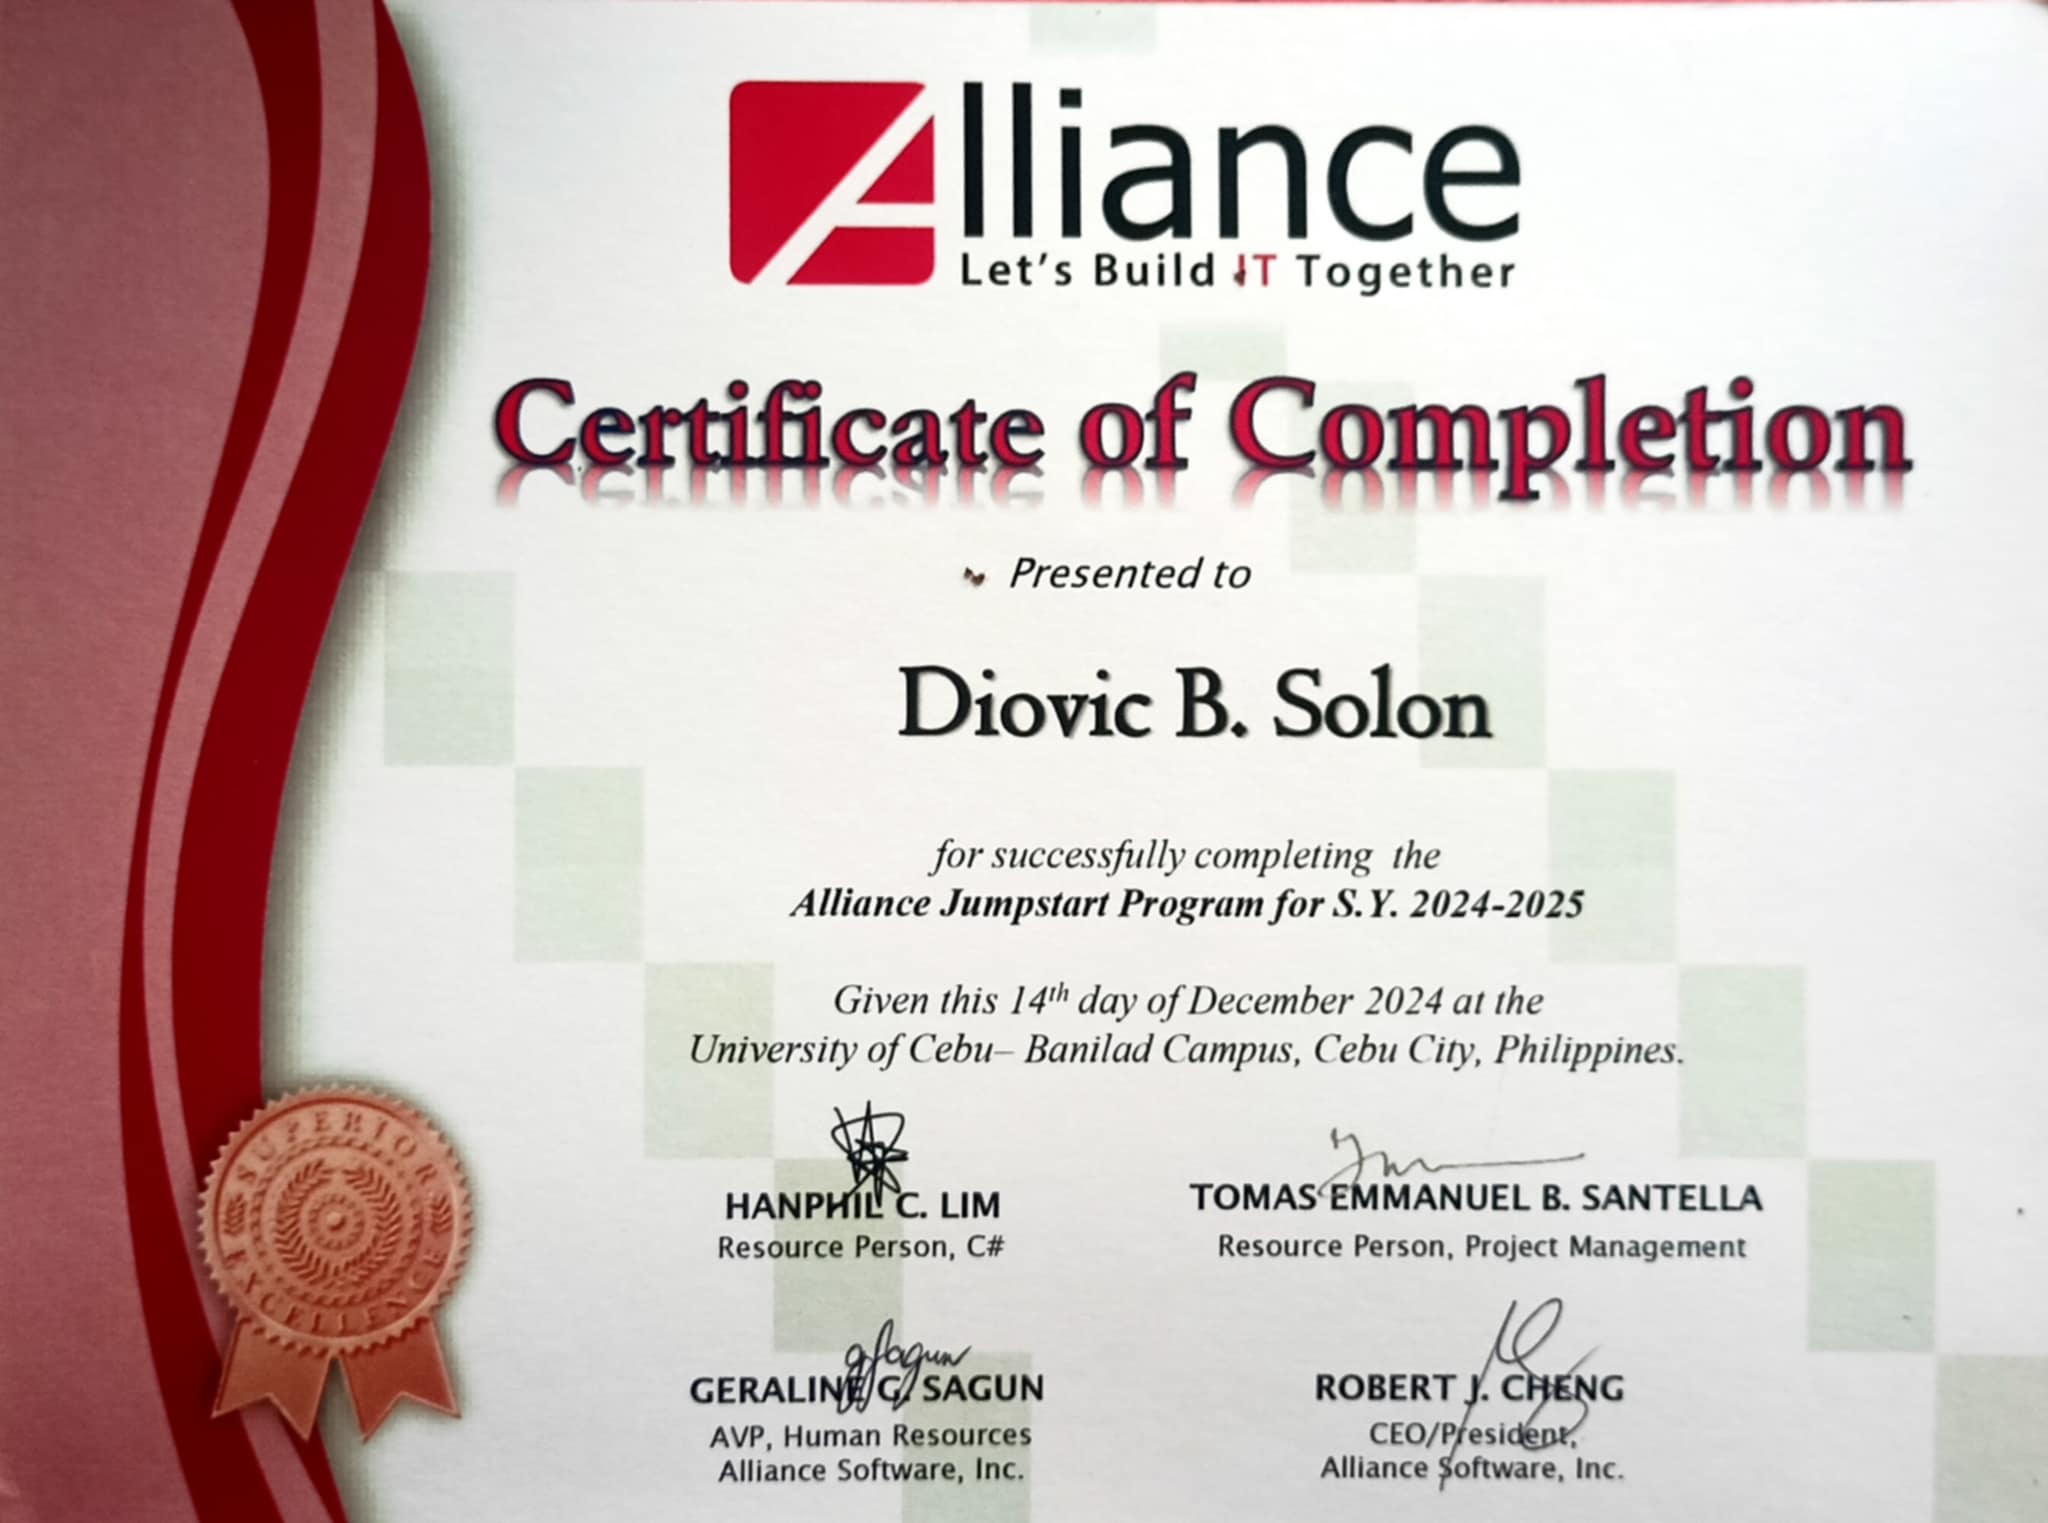 Alliance
Let's Build IT Together
Certificate of Completion
Presented to
Diovic B. Solon
for successfully completing the
Alliance Jumpstart Program for S.Y. 2024-2025
Given this 14th day of December 2024 at the
University of Cebu– Banilad Campus, Cebu City, Philippines.
SUPERIOR
EXCELLENCE
HANPHIL C. LIM
Resource Person, C#
TOMAS EMMANUEL B. SANTELLA
Resource Person, Project Management
gfsagun
GERALINE G. SAGUN
AVP, Human Resources
Alliance Software, Inc.
ROBERT J. CHENG
CEO/President,
Alliance Software, Inc.